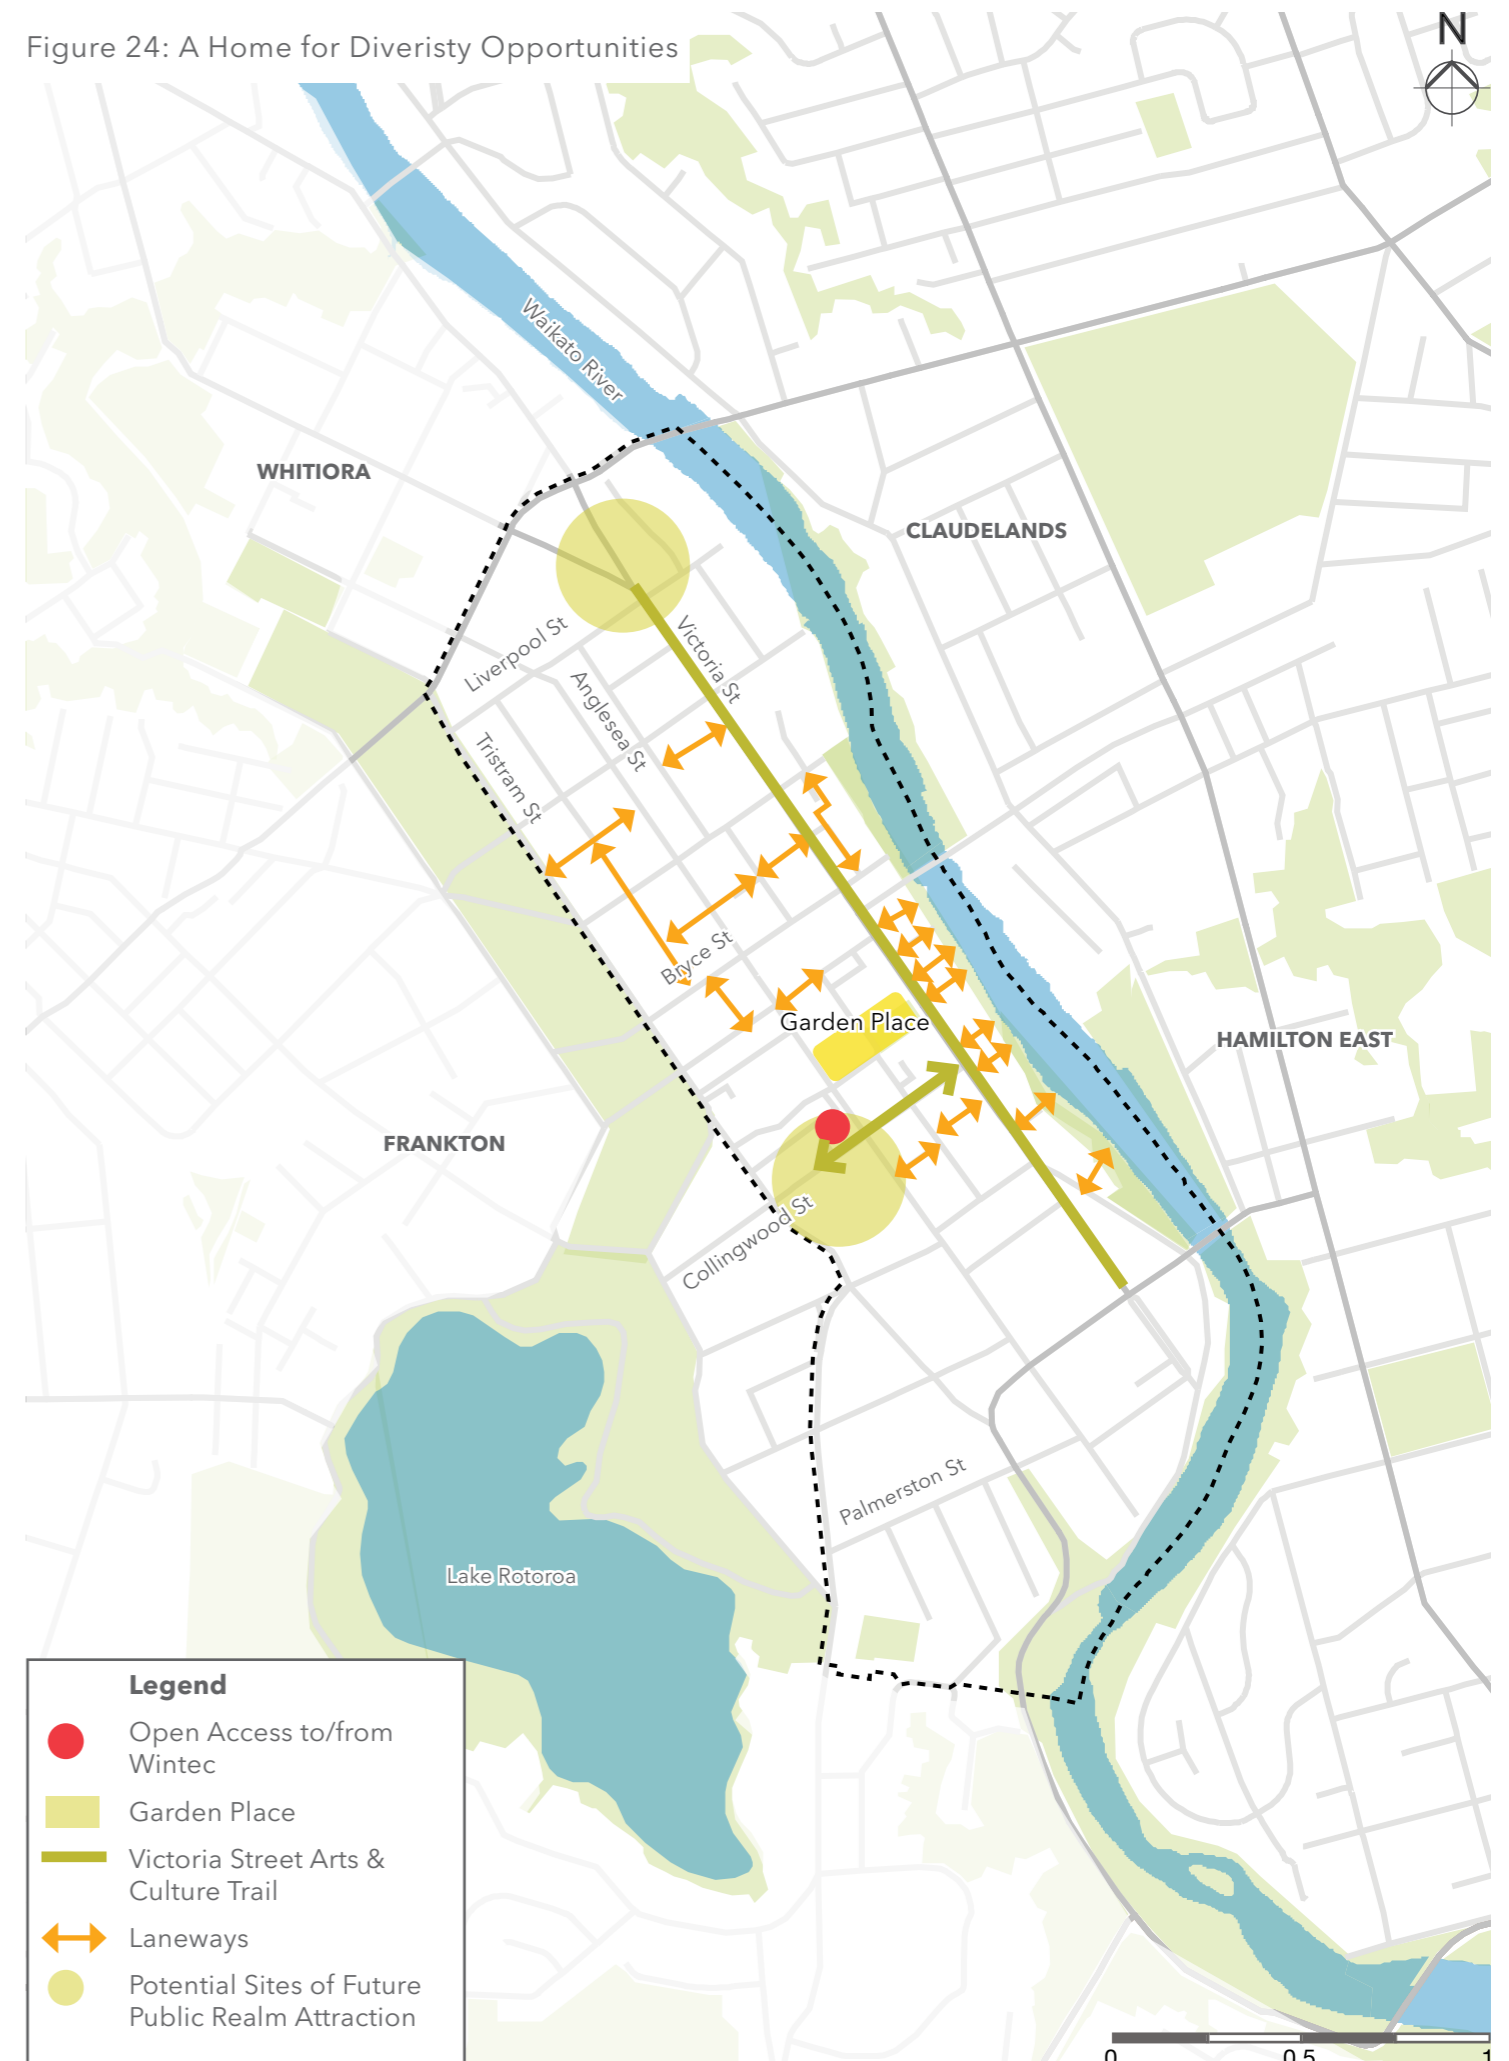 Figure 24: A Home for Diveristy Opportunities
N
Waikato River
WHITIORA
CLAUDELANDS
Liverpool St
Victoria St
Anglesea St
Tristram St
Bryce St
Garden Place
HAMILTON EAST
FRANKTON
Collingwood St
Palmerston St
Lake Rotoroa
Legend
Open Access to/from
Wintec
Garden Place
Victoria Street Arts &
Culture Trail
Laneways
Potential Sites of Future
Public Realm Attraction
0 0.5 1